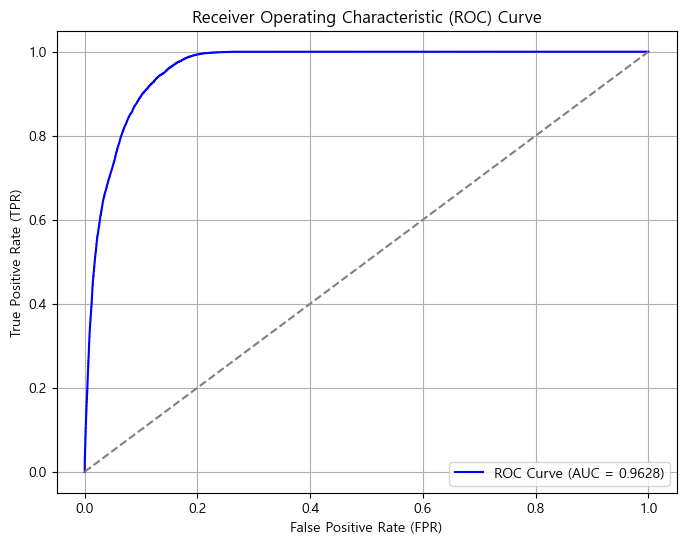 Receiver Operating Characteristic (ROC) Curve
1.0
0.8
0.6
0.4
0.2
0.0
True Positive Rate (TPR)
ROC Curve (AUC = 0.9628)
0.0 0.2 0.4 0.6 0.8 1.0
False Positive Rate (FPR)